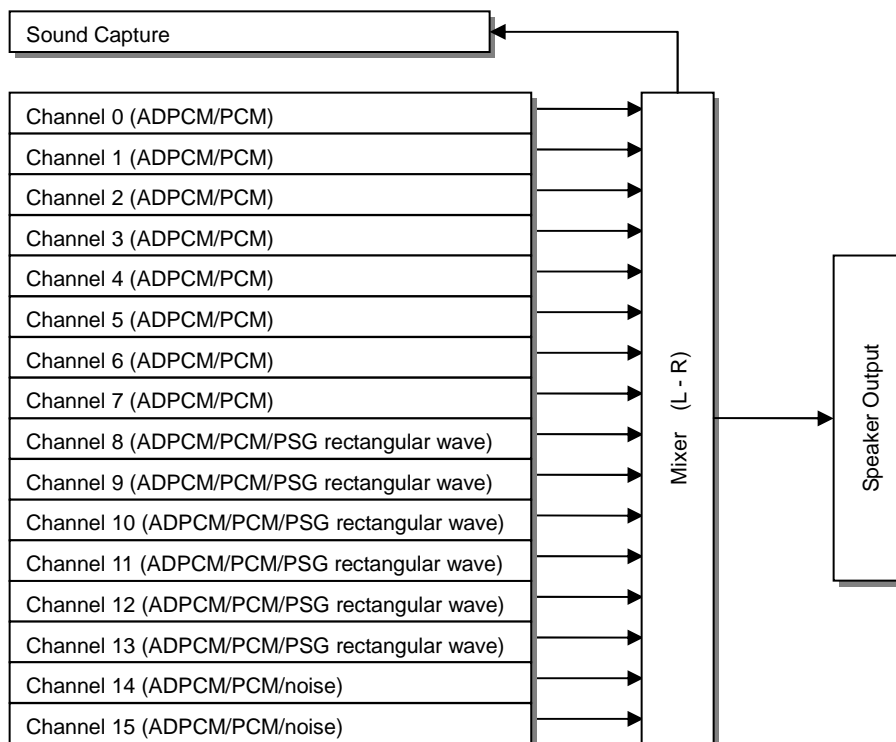 Sound Capture
Channel 0 (ADPCM/PCM)
Channel 1 (ADPCM/PCM)
Channel 2 (ADPCM/PCM)
Channel 3 (ADPCM/PCM)
Channel 4 (ADPCM/PCM)
Channel 5 (ADPCM/PCM)
Channel 6 (ADPCM/PCM)
Channel 7 (ADPCM/PCM)
Channel 8 (ADPCM/PCM/PSG rectangular wave)
Channel 9 (ADPCM/PCM/PSG rectangular wave)
Channel 10 (ADPCM/PCM/PSG rectangular wave)
Channel 11 (ADPCM/PCM/PSG rectangular wave)
Channel 12 (ADPCM/PCM/PSG rectangular wave)
Channel 13 (ADPCM/PCM/PSG rectangular wave)
Channel 14 (ADPCM/PCM/noise)
Channel 15 (ADPCM/PCM/noise)
Mixer (L - R)
Speaker Output